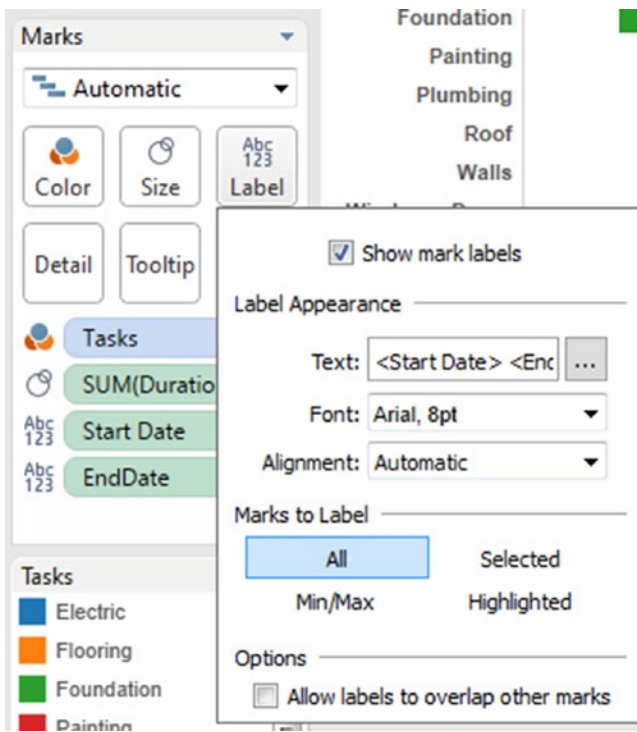 Marks
Automatic
Color
Size
Abc
123
Label
Detail
Tooltip
Tasks
SUM(Duratio
Abc
123
Start Date
Abc
123
EndDate
Tasks
Electric
Flooring
Foundation
Painting
Foundation
Painting
Plumbing
Roof
Walls
Show mark labels
Label Appearance
Text: <Start Date> <End
...
Font: Arial, 8pt
Alignment: Automatic
Marks to Label
All
Selected
Min/Max
Highlighted
Options
Allow labels to overlap other marks